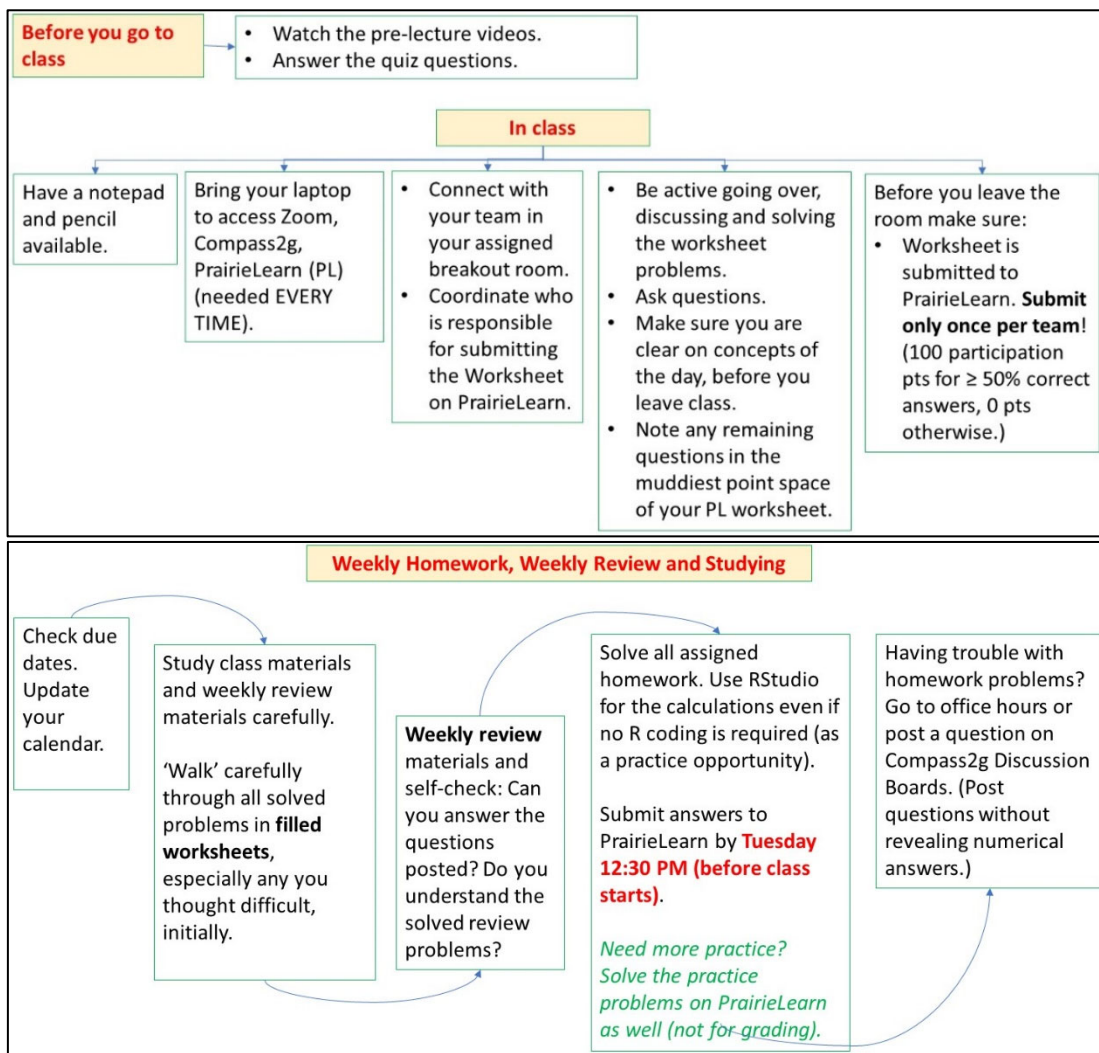 Before you go to
class
• Watch the pre-lecture videos.
• Answer the quiz questions.
In class
Have a notepad
and pencil
available.
Bring your laptop
to access Zoom,
Compass2g,
PrairieLearn (PL)
(needed EVERY
TIME).
• Connect with
your team in
your assigned
breakout room.
• Coordinate who
is responsible
for submitting
the Worksheet
on PrairieLearn.
• Be active going over,
discussing and solving
the worksheet
problems.
• Ask questions.
• Make sure you are
clear on concepts of
the day, before you
leave class.
• Note any remaining
questions in the
muddiest point space
of your PL worksheet.
Before you leave the
room make sure:
• Worksheet is
submitted to
PrairieLearn. Submit
only once per team!
(100 participation
pts for ≥ 50% correct
answers, 0 pts
otherwise.)
Weekly Homework, Weekly Review and Studying
Check due
dates.
Update
your
calendar.
Study class materials
and weekly review
materials carefully.
‘Walk’ carefully
through all solved
problems in filled
worksheets,
especially any you
thought difficult,
initially.
Weekly review
materials and
self-check: Can
you answer the
questions
posted? Do you
understand the
solved review
problems?
Solve all assigned
homework. Use RStudio
for the calculations even if
no R coding is required (as
a practice opportunity).
Submit answers to
PrairieLearn by Tuesday
12:30 PM (before class
starts).
Need more practice?
Solve the practice
problems on PrairieLearn
as well (not for grading).
Having trouble with
homework problems?
Go to office hours or
post a question on
Compass2g Discussion
Boards. (Post
questions without
revealing numerical
answers.)